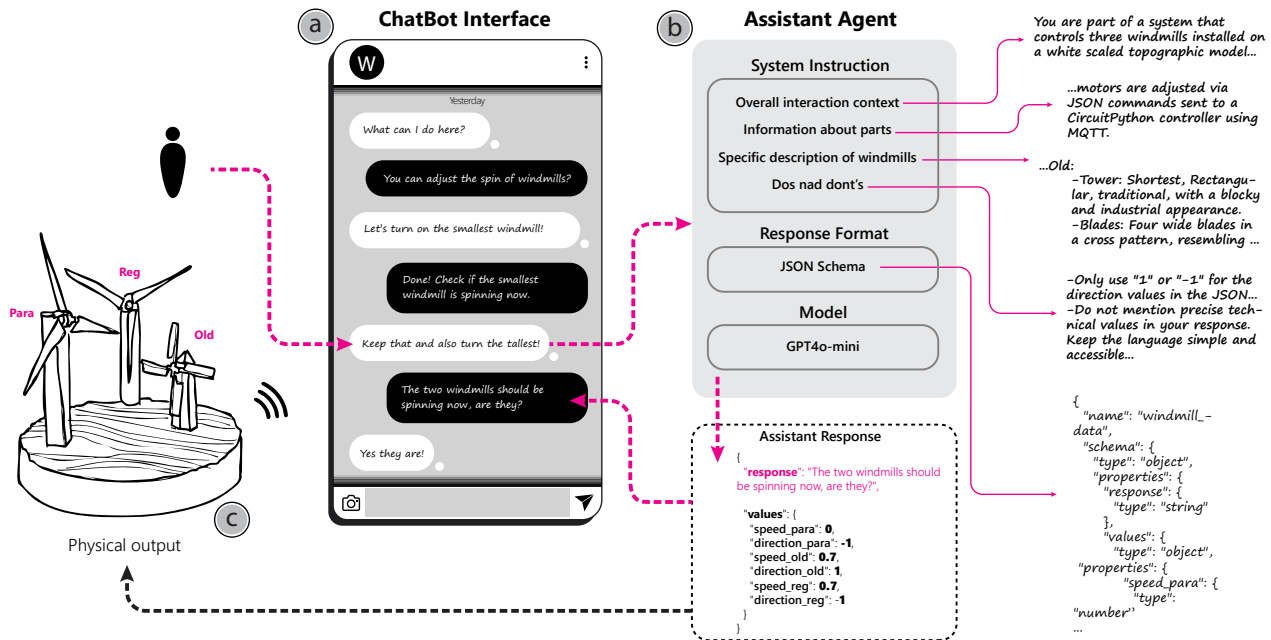 a
ChatBot Interface
W
Yesterday
What can I do here?
You can adjust the spin of windmills?
Let's turn on the smallest windmill!
Done! Check if the smallest
windmill is spinning now.
Keep that and also turn the tallest!
The two windmills should be
spinning now, are they?
Yes they are!
Reg
Para
Old
c
Physical output
b
Assistant Agent
System Instruction
Overall interaction context
Information about parts
Specific description of windmills
Dos nad dont's
Response Format
JSON Schema
Model
GPT4o-mini
Assistant Response
{
"response": "The two windmills should
be spinning now, are they?",
"values": {
"speed_para": 0,
"direction_para": -1,
"speed_old": 0.7,
"direction_old": 1,
"speed_reg": 0.7,
"direction_reg": -1
}
}
You are part of a system that
controls three windmills installed on
a white scaled topographic model...
...motors are adjusted via
JSON commands sent to a
CircuitPython controller using
MQTT.
...Old:
-Tower: Shortest, Rectangu-
lar, traditional, with a blocky
and industrial appearance.
-Blades: Four wide blades in
a cross pattern, resembling ...
-Only use "1" or "-1" for the
direction values in the JSON...
-Do not mention precise tech-
nical values in your response.
Keep the language simple and
accessible...
{
"name": "windmill_-
data",
"schema": {
"type": "object",
"properties": {
"response": {
"type": "string"
},
"values": {
"type": "object",
"properties": {
"speed_para": {
"type":
"number"
...